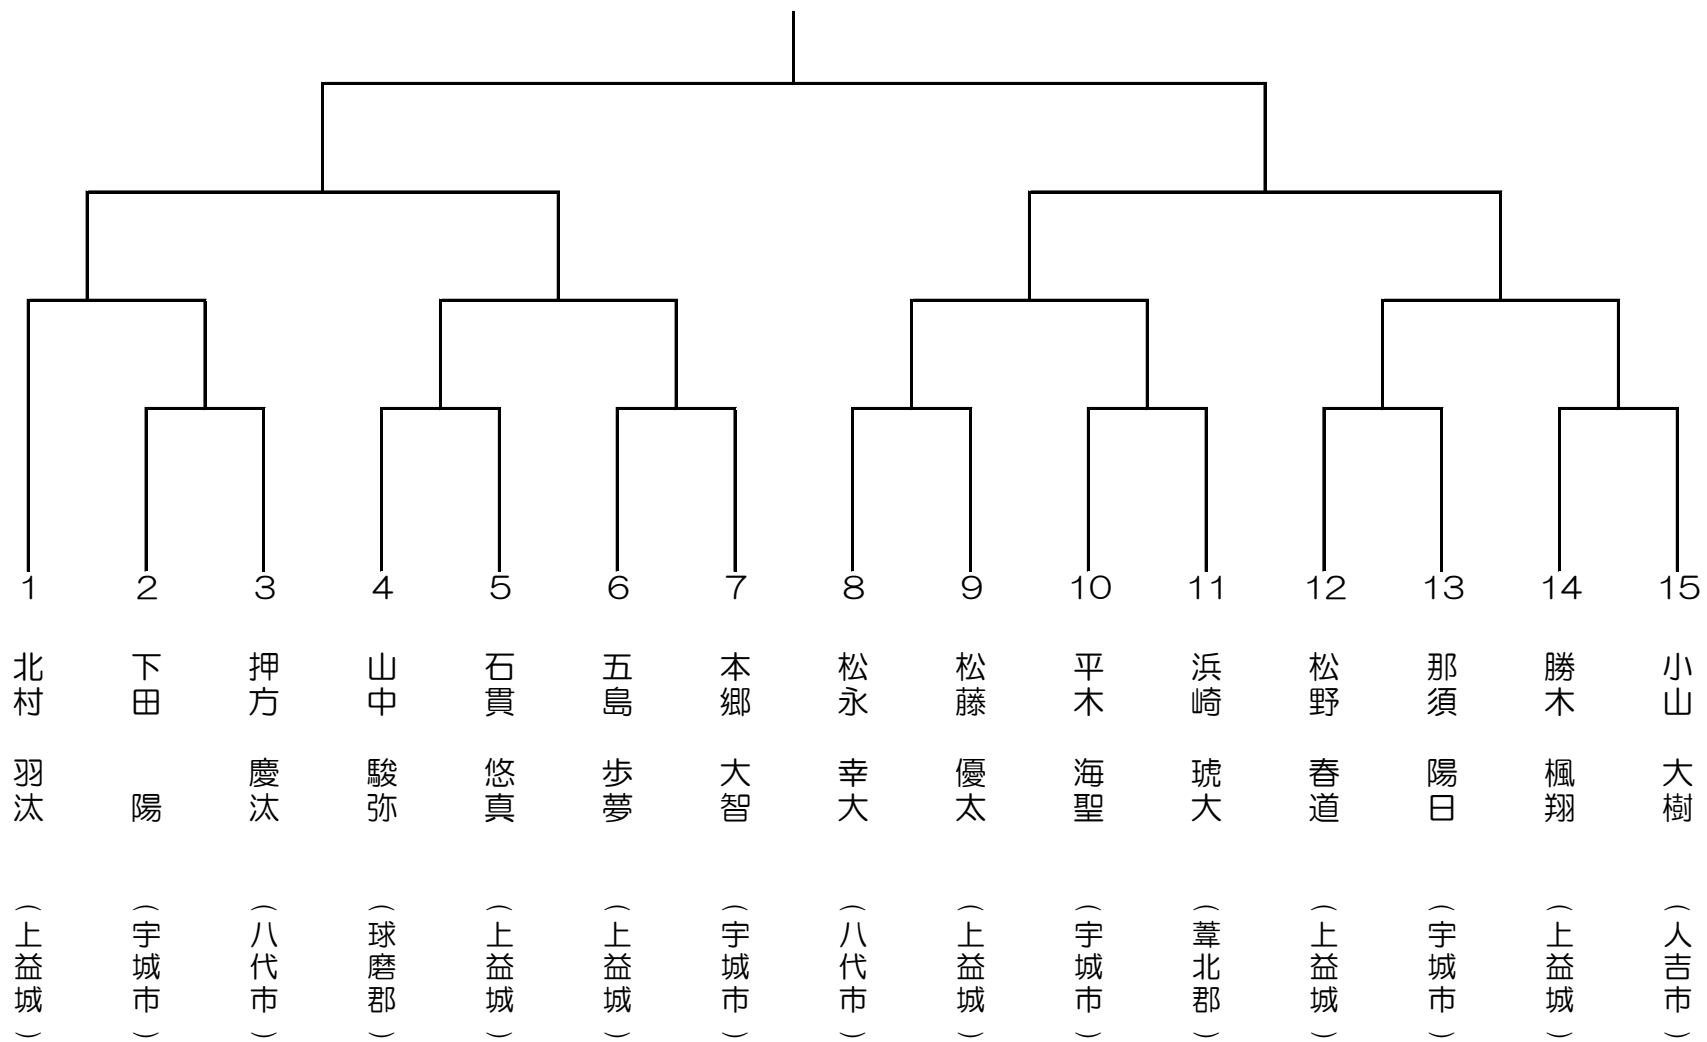 1
北村 羽汰
（上益城）
2
下田 陽
（宇城市）
3
押方 慶汰
（八代市）
4
山中 駿弥
（球磨郡）
5
石貫 悠真
（上益城）
6
五島 歩夢
（上益城）
7
本郷 大智
（宇城市）
8
松永 幸大
（八代市）
9
松藤 優太
（上益城）
10
平木 海聖
（宇城市）
11
浜崎 琥大
（葦北郡）
12
松野 春道
（上益城）
13
那須 陽日
（宇城市）
14
勝木 楓翔
（上益城）
15
小山 大樹
（人吉市）